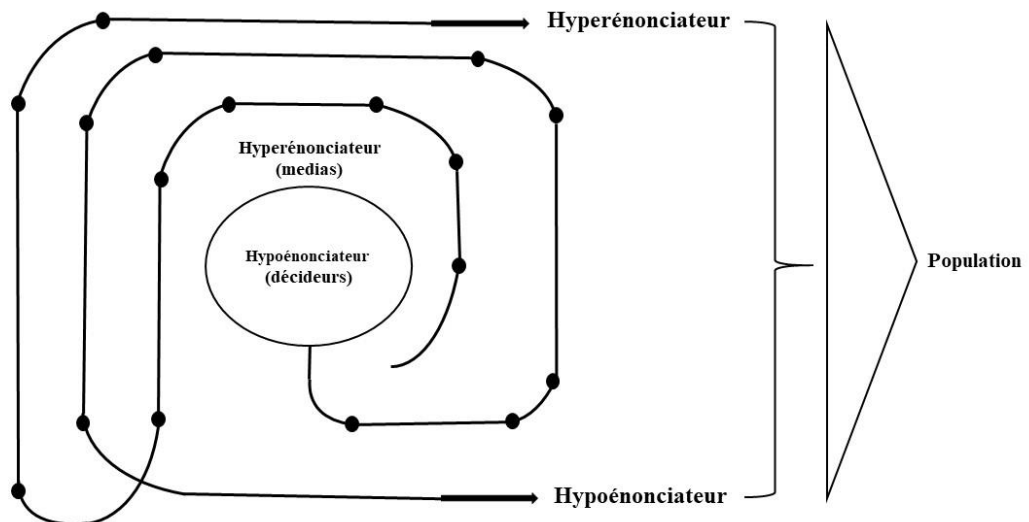 Hyperénonciateur
Hyperénonciateur
(medias)
Hypoénonciateur
(décideurs)
Population
Hypoénonciateur